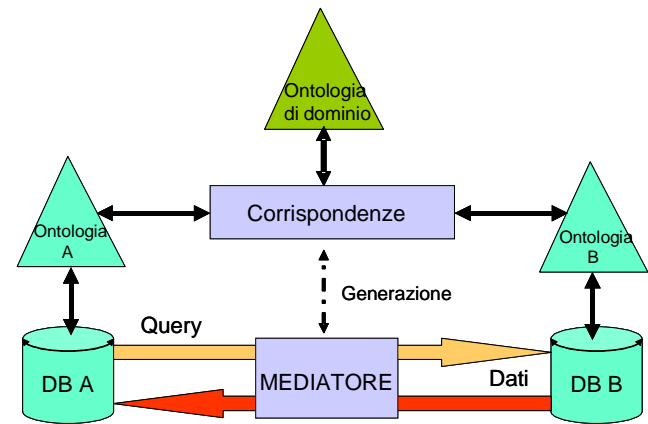 Ontologia
di dominio
Corrispondenze
Ontologia
A
Ontologia
B
Generazione
Query
DB A
MEDIATORE
Dati
DB B